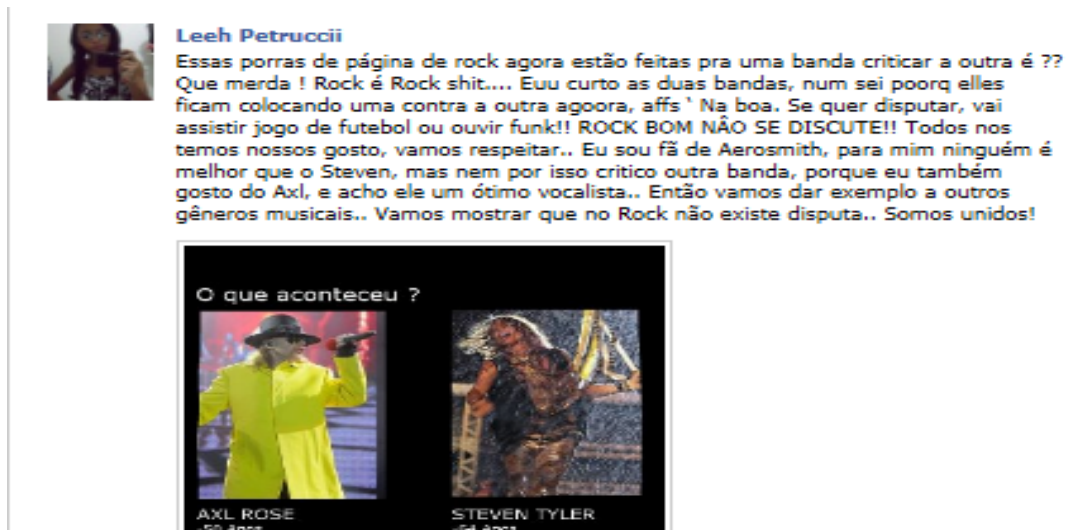 Leeh Petruccii
Essas porras de página de rock agora estão feitas pra uma banda criticar a outra é ??
Que merda ! Rock é Rock shit.... Euu curto as duas bandas, num sei poorq elles
ficam colocando uma contra a outra agoora, affs ` Na boa. Se quer disputar, vai
assistir jogo de futebol ou ouvir funk!! ROCK BOM NÂO SE DISCUTE!! Todos nos
temos nossos gosto, vamos respeitar.. Eu sou fã de Aerosmith, para mim ninguém é
melhor que o Steven, mas nem por isso critico outra banda, porque eu também
gosto do Axl, e acho ele um ótimo vocalista.. Então vamos dar exemplo a outros
gêneros musicais.. Vamos mostrar que no Rock não existe disputa.. Somos unidos!
O que aconteceu ?
AXL ROSE
STEVEN TYLER